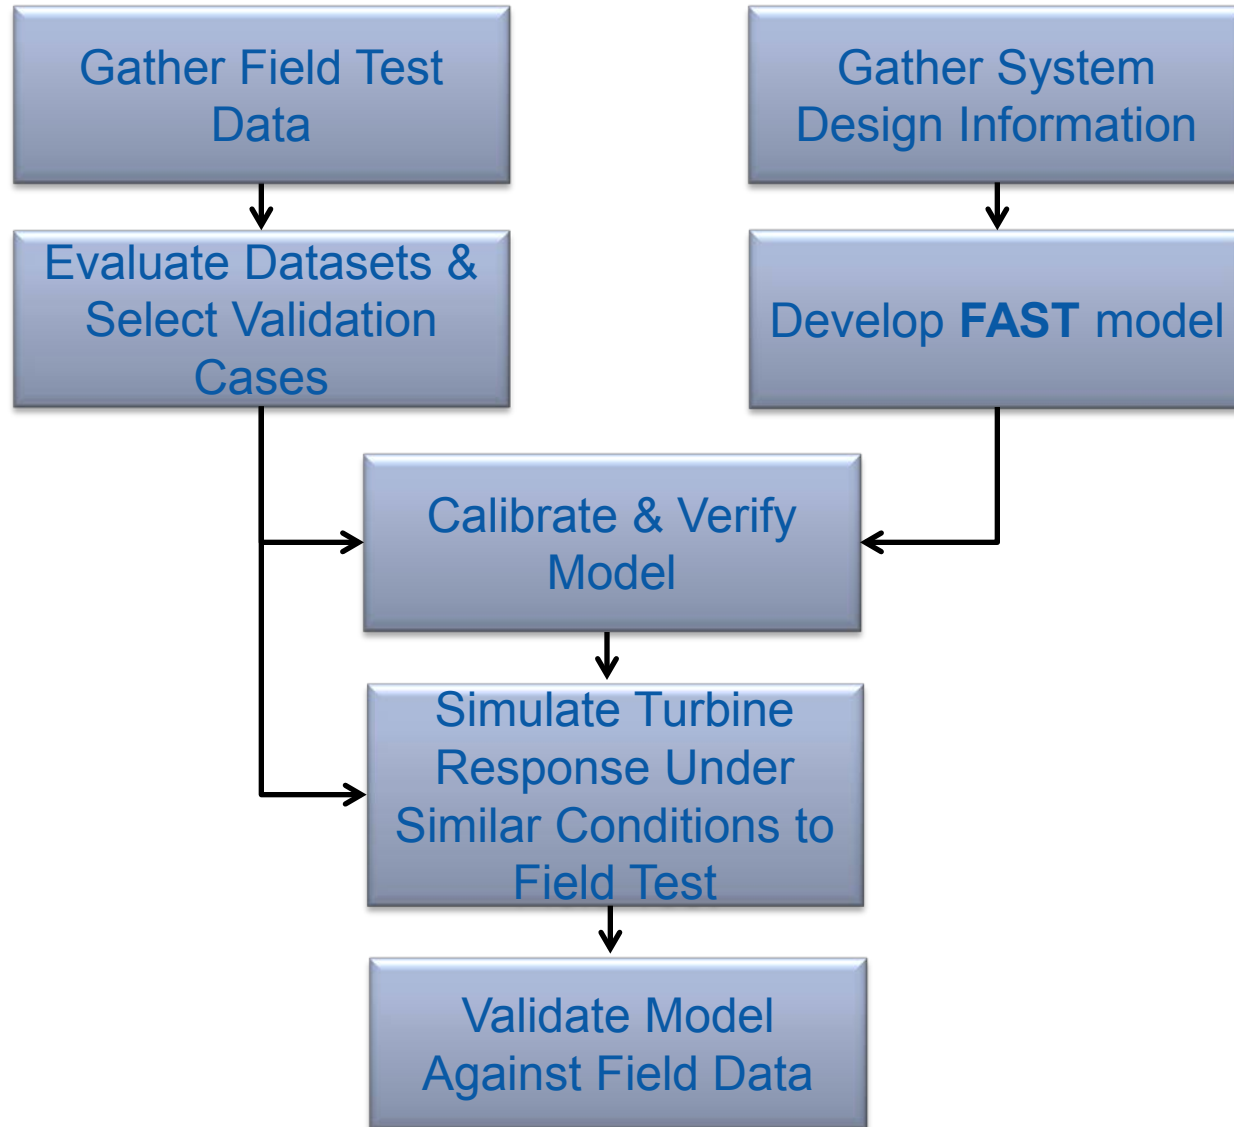 Gather Field Test
Data
Gather System
Design Information
Evaluate Datasets &
Select Validation
Cases
Develop FAST model
Calibrate & Verify
Model
Simulate Turbine
Response Under
Similar Conditions to
Field Test
Validate Model
Against Field Data